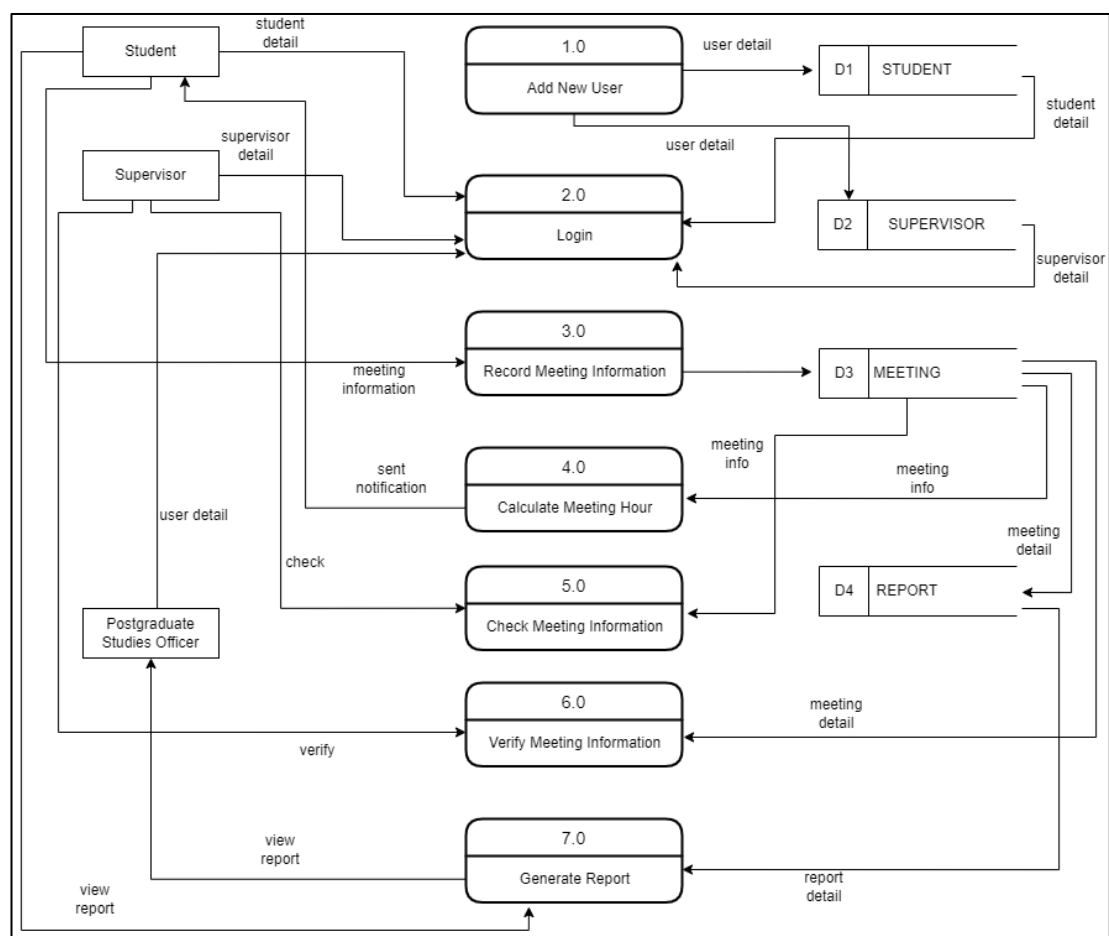 student
detail
Student
1.0
Add New User
user detail
D1
STUDENT
student
detail
supervisor
detail
Supervisor
user detail
2.0
Login
D2
SUPERVISOR
supervisor
detail
3.0
Record Meeting Information
meeting
information
D3
MEETING
sent
notification
4.0
Calculate Meeting Hour
meeting
info
meeting
info
user detail
check
meeting
detail
5.0
Check Meeting Information
D4
REPORT
Postgraduate
Studies Officer
6.0
Verify Meeting Information
meeting
detail
verify
7.0
Generate Report
view
report
view
report
report
detail